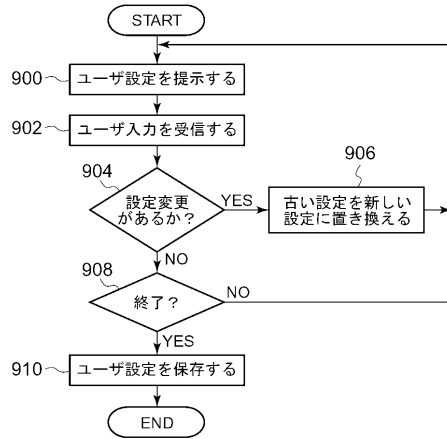 START
900
ユーザ設定を提示する
902
ユーザ入力を受信する
904
設定変更
があるか?
YES
906
古い設定を新しい
設定に置き換える
NO
908
終了?
NO
YES
910
ユーザ設定を保存する
END